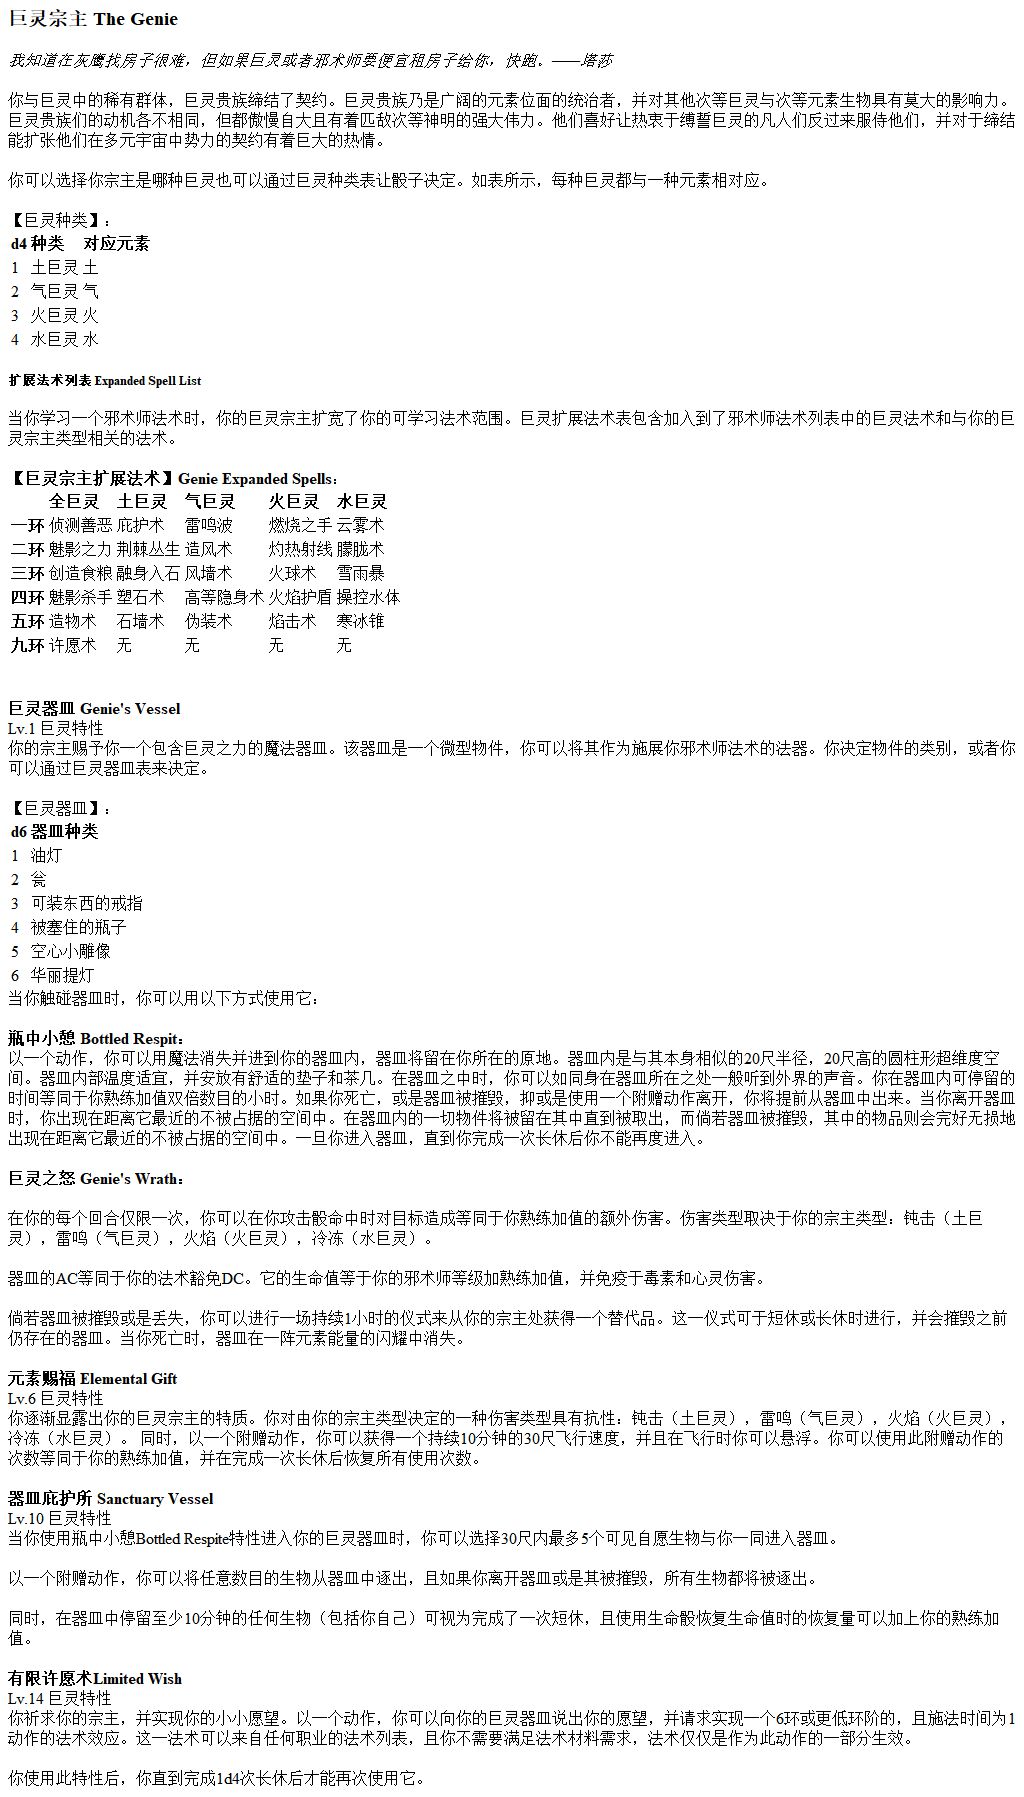 巨灵宗主 The Genie
我知道在灰鹰找房子很难，但如果巨灵或者邪术师要便宜租房子给你，快跑。——塔莎
你与巨灵中的稀有群体，巨灵贵族缔结了契约。巨灵贵族乃是广阔的元素位面的统治者，并对其他次等巨灵与次等元素生物具有莫大的影响力。
巨灵贵族们的动机各不相同，但都傲慢自大且有着匹敌次等神明的强大伟力。他们喜好让热衷于缚誓巨灵的凡人们反过来服侍他们，并对于缔结
能扩张他们在多元宇宙中势力的契约有着巨大的热情。
你可以选择你宗主是哪种巨灵也可以通过巨灵种类表让骰子决定。如表所示，每种巨灵都与一种元素相对应。
【巨灵种类】：
d4 种类 对应元素
1 土巨灵 土
2 气巨灵 气
3 火巨灵 火
4 水巨灵 水
扩展法术列表 Expanded Spell List
当你学习一个邪术师法术时，你的巨灵宗主扩宽了你的可学习法术范围。巨灵扩展法术表包含加入到了邪术师法术列表中的巨灵法术和与你的巨
灵宗主类型相关的法术。
【巨灵宗主扩展法术】Genie Expanded Spells：
全巨灵 土巨灵 气巨灵 火巨灵 水巨灵
一环 侦测善恶 庇护术 雷鸣波 燃烧之手 云雾术
二环 魅影之力 荆棘丛生 造风术 灼热射线 朦胧术
三环 创造食粮 融身入石 风墙术 火球术 雪雨暴
四环 魅影杀手 塑石术 高等隐身术 火焰护盾 操控水体
五环 造物术 石墙术 伪装术 焰击术 寒冰锥
九环 许愿术 无 无 无 无
巨灵器皿 Genie's Vessel
Lv.1 巨灵特性
你的宗主赐予你一个包含巨灵之力的魔法器皿。该器皿是一个微型物件，你可以将其作为施展你邪术师法术的法器。你决定物件的类别，或者你
可以通过巨灵器皿表来决定。
【巨灵器皿】：
d6 器皿种类
1 油灯
2 瓮
3 可装东西的戒指
4 被塞住的瓶子
5 空心小雕像
6 华丽提灯
当你触碰器皿时，你可以用以下方式使用它：
瓶中小憩 Bottled Respit：
以一个动作，你可以用魔法消失并进到你的器皿内，器皿将留在你所在的原地。器皿内是与其本身相似的20尺半径，20尺高的圆柱形超维度空
间。器皿内部温度适宜，并安放有舒适的垫子和茶几。在器皿之中时，你可以如同身在器皿所在之处一般听到外界的声音。你在器皿内可停留的
时间等同于你熟练加值双倍数目的小时。如果你死亡，或是器皿被摧毁，抑或是使用一个附赠动作离开，你将提前从器皿中出来。当你离开器皿
时，你出现在距离它最近的不被占据的空间中。在器皿内的一切物件将被留在其中直到被取出，而倘若器皿被摧毁，其中的物品则会完好无损地
出现在距离它最近的不被占据的空间中。一旦你进入器皿，直到你完成一次长休后你不能再度进入。
巨灵之怒 Genie's Wrath：
在你的每个回合仅限一次，你可以在你攻击骰命中时对目标造成等同于你熟练加值的额外伤害。伤害类型取决于你的宗主类型：钝击（土巨
灵），雷鸣（气巨灵），火焰（火巨灵），冷冻（水巨灵）。
器皿的AC等同于你的法术豁免DC。它的生命值等于你的邪术师等级加熟练加值，并免疫于毒素和心灵伤害。
倘若器皿被摧毁或是丢失，你可以进行一场持续1小时的仪式来从你的宗主处获得一个替代品。这一仪式可于短休或长休时进行，并会摧毁之前
仍存在的器皿。当你死亡时，器皿在一阵元素能量的闪耀中消失。
元素赐福 Elemental Gift
Lv.6 巨灵特性
你逐渐显露出你的巨灵宗主的特质。你对由你的宗主类型决定的一种伤害类型具有抗性：钝击（土巨灵），雷鸣（气巨灵），火焰（火巨灵），
冷冻（水巨灵）。 同时，以一个附赠动作，你可以获得一个持续10分钟的30尺飞行速度，并且在飞行时你可以悬浮。你可以使用此附赠动作的
次数等同于你的熟练加值，并在完成一次长休后恢复所有使用次数。
器皿庇护所 Sanctuary Vessel
Lv.10 巨灵特性
当你使用瓶中小憩Bottled Respite特性进入你的巨灵器皿时，你可以选择30尺内最多5个可见自愿生物与你一同进入器皿。
以一个附赠动作，你可以将任意数目的生物从器皿中逐出，且如果你离开器皿或是其被摧毁，所有生物都将被逐出。
同时，在器皿中停留至少10分钟的任何生物（包括你自己）可视为完成了一次短休，且使用生命骰恢复生命值时的恢复量可以加上你的熟练加
值。
有限许愿术Limited Wish
Lv.14 巨灵特性
你祈求你的宗主，并实现你的小小愿望。以一个动作，你可以向你的巨灵器皿说出你的愿望，并请求实现一个6环或更低环阶的，且施法时间为1
动作的法术效应。这一法术可以来自任何职业的法术列表，且你不需要满足法术材料需求，法术仅仅是作为此动作的一部分生效。
你使用此特性后，你直到完成1d4次长休后才能再次使用它。